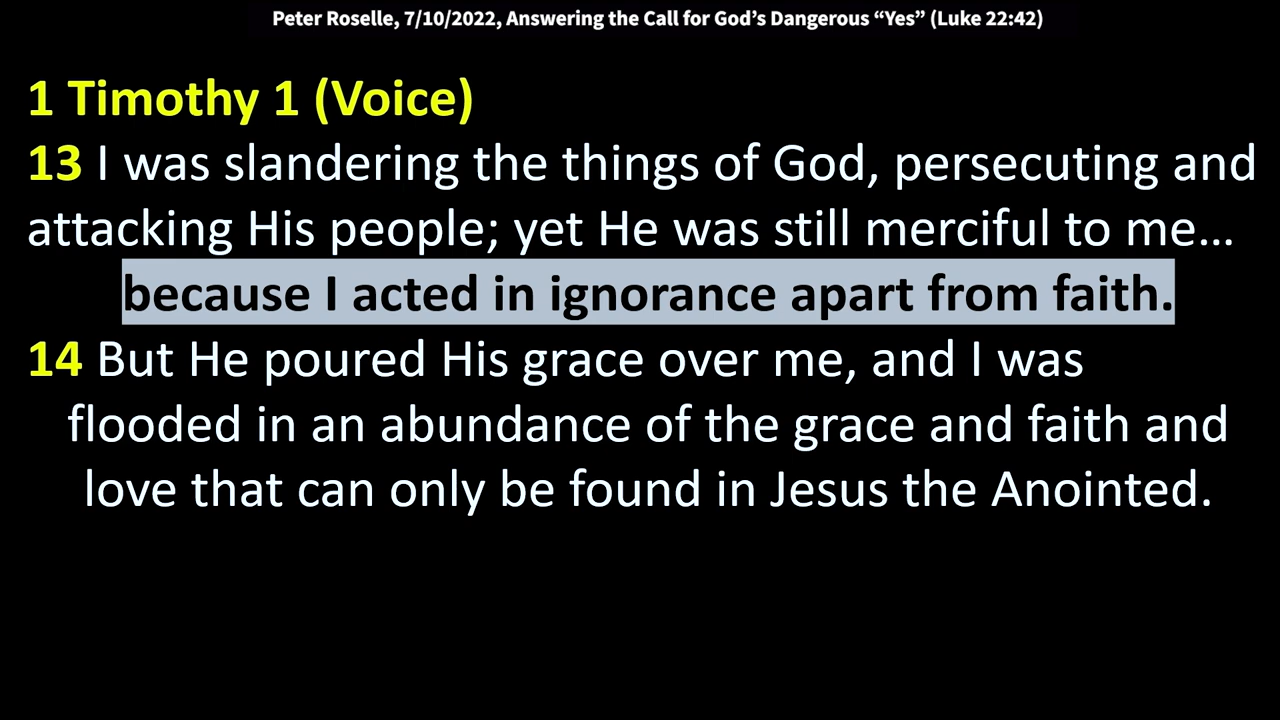 Peter Roselle, 7/10/2022, Answering the Call for God’s Dangerous “Yes” (Luke 22:42)
1 Timothy 1 (Voice)
13 I was slandering the things of God, persecuting and
attacking His people; yet He was still merciful to me…
because I acted in ignorance apart from faith.
14 But He poured His grace over me, and I was
flooded in an abundance of the grace and faith and
love that can only be found in Jesus the Anointed.